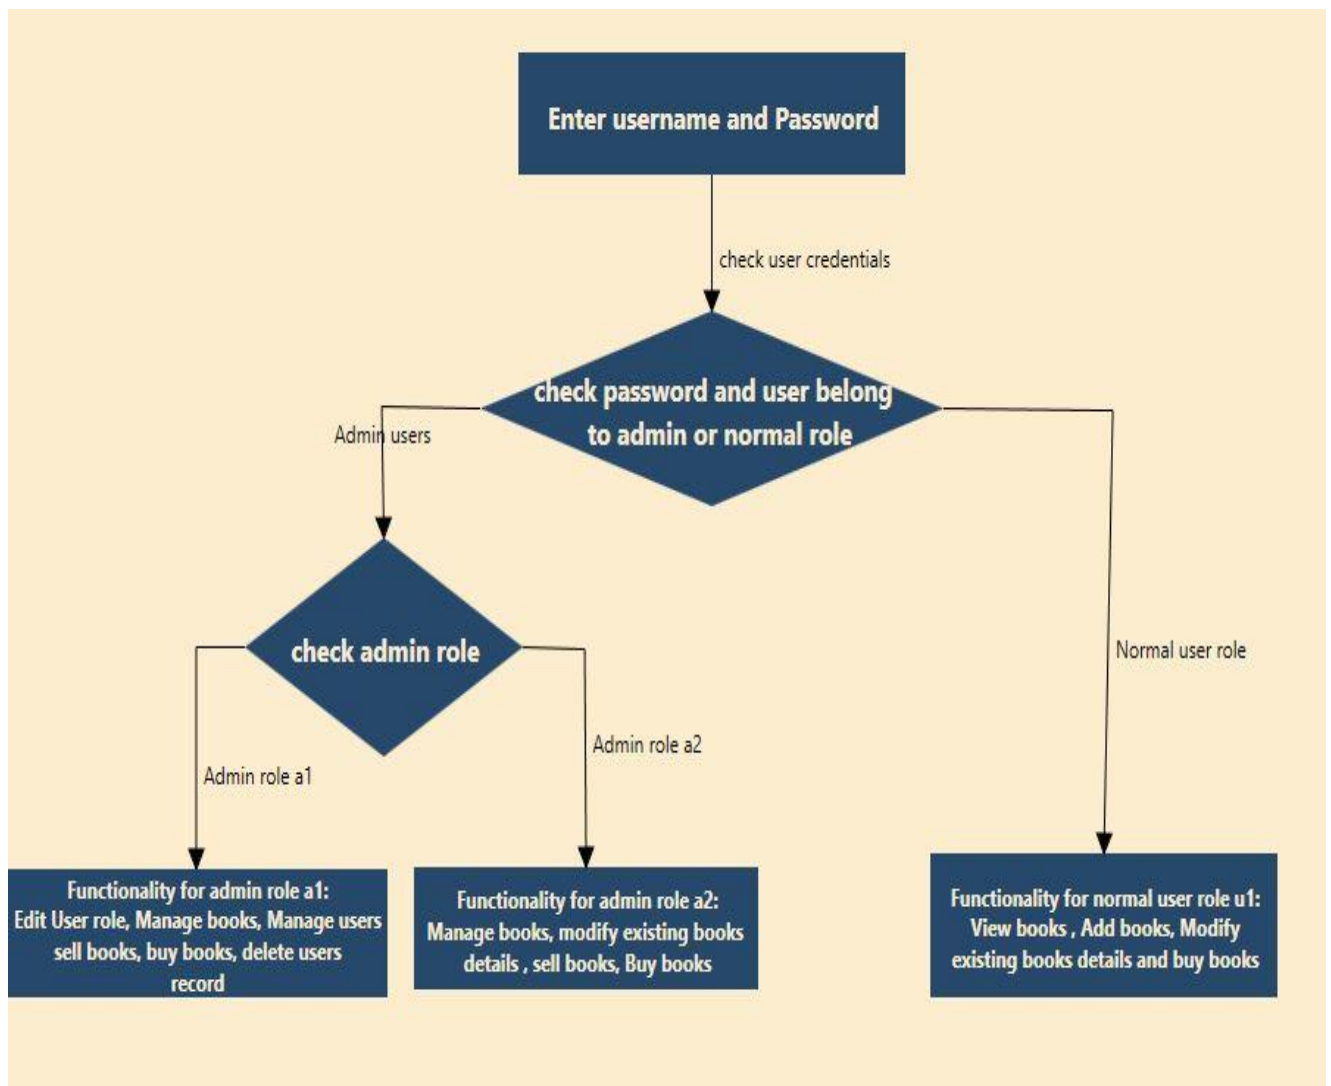 Enter username and Password
check user credentials
check password and user belong
to admin or normal role
Admin users
check admin role
Normal user role
Admin role a2
Admin role a1
Functionality for admin role a1:
Edit User role, Manage books, Manage users
sell books, buy books, delete users
record
Functionality for admin role a2:
Manage books, modify existing books
details , sell books, Buy books
Functionality for normal user role u1:
View books , Add books, Modify
existing books details and buy books